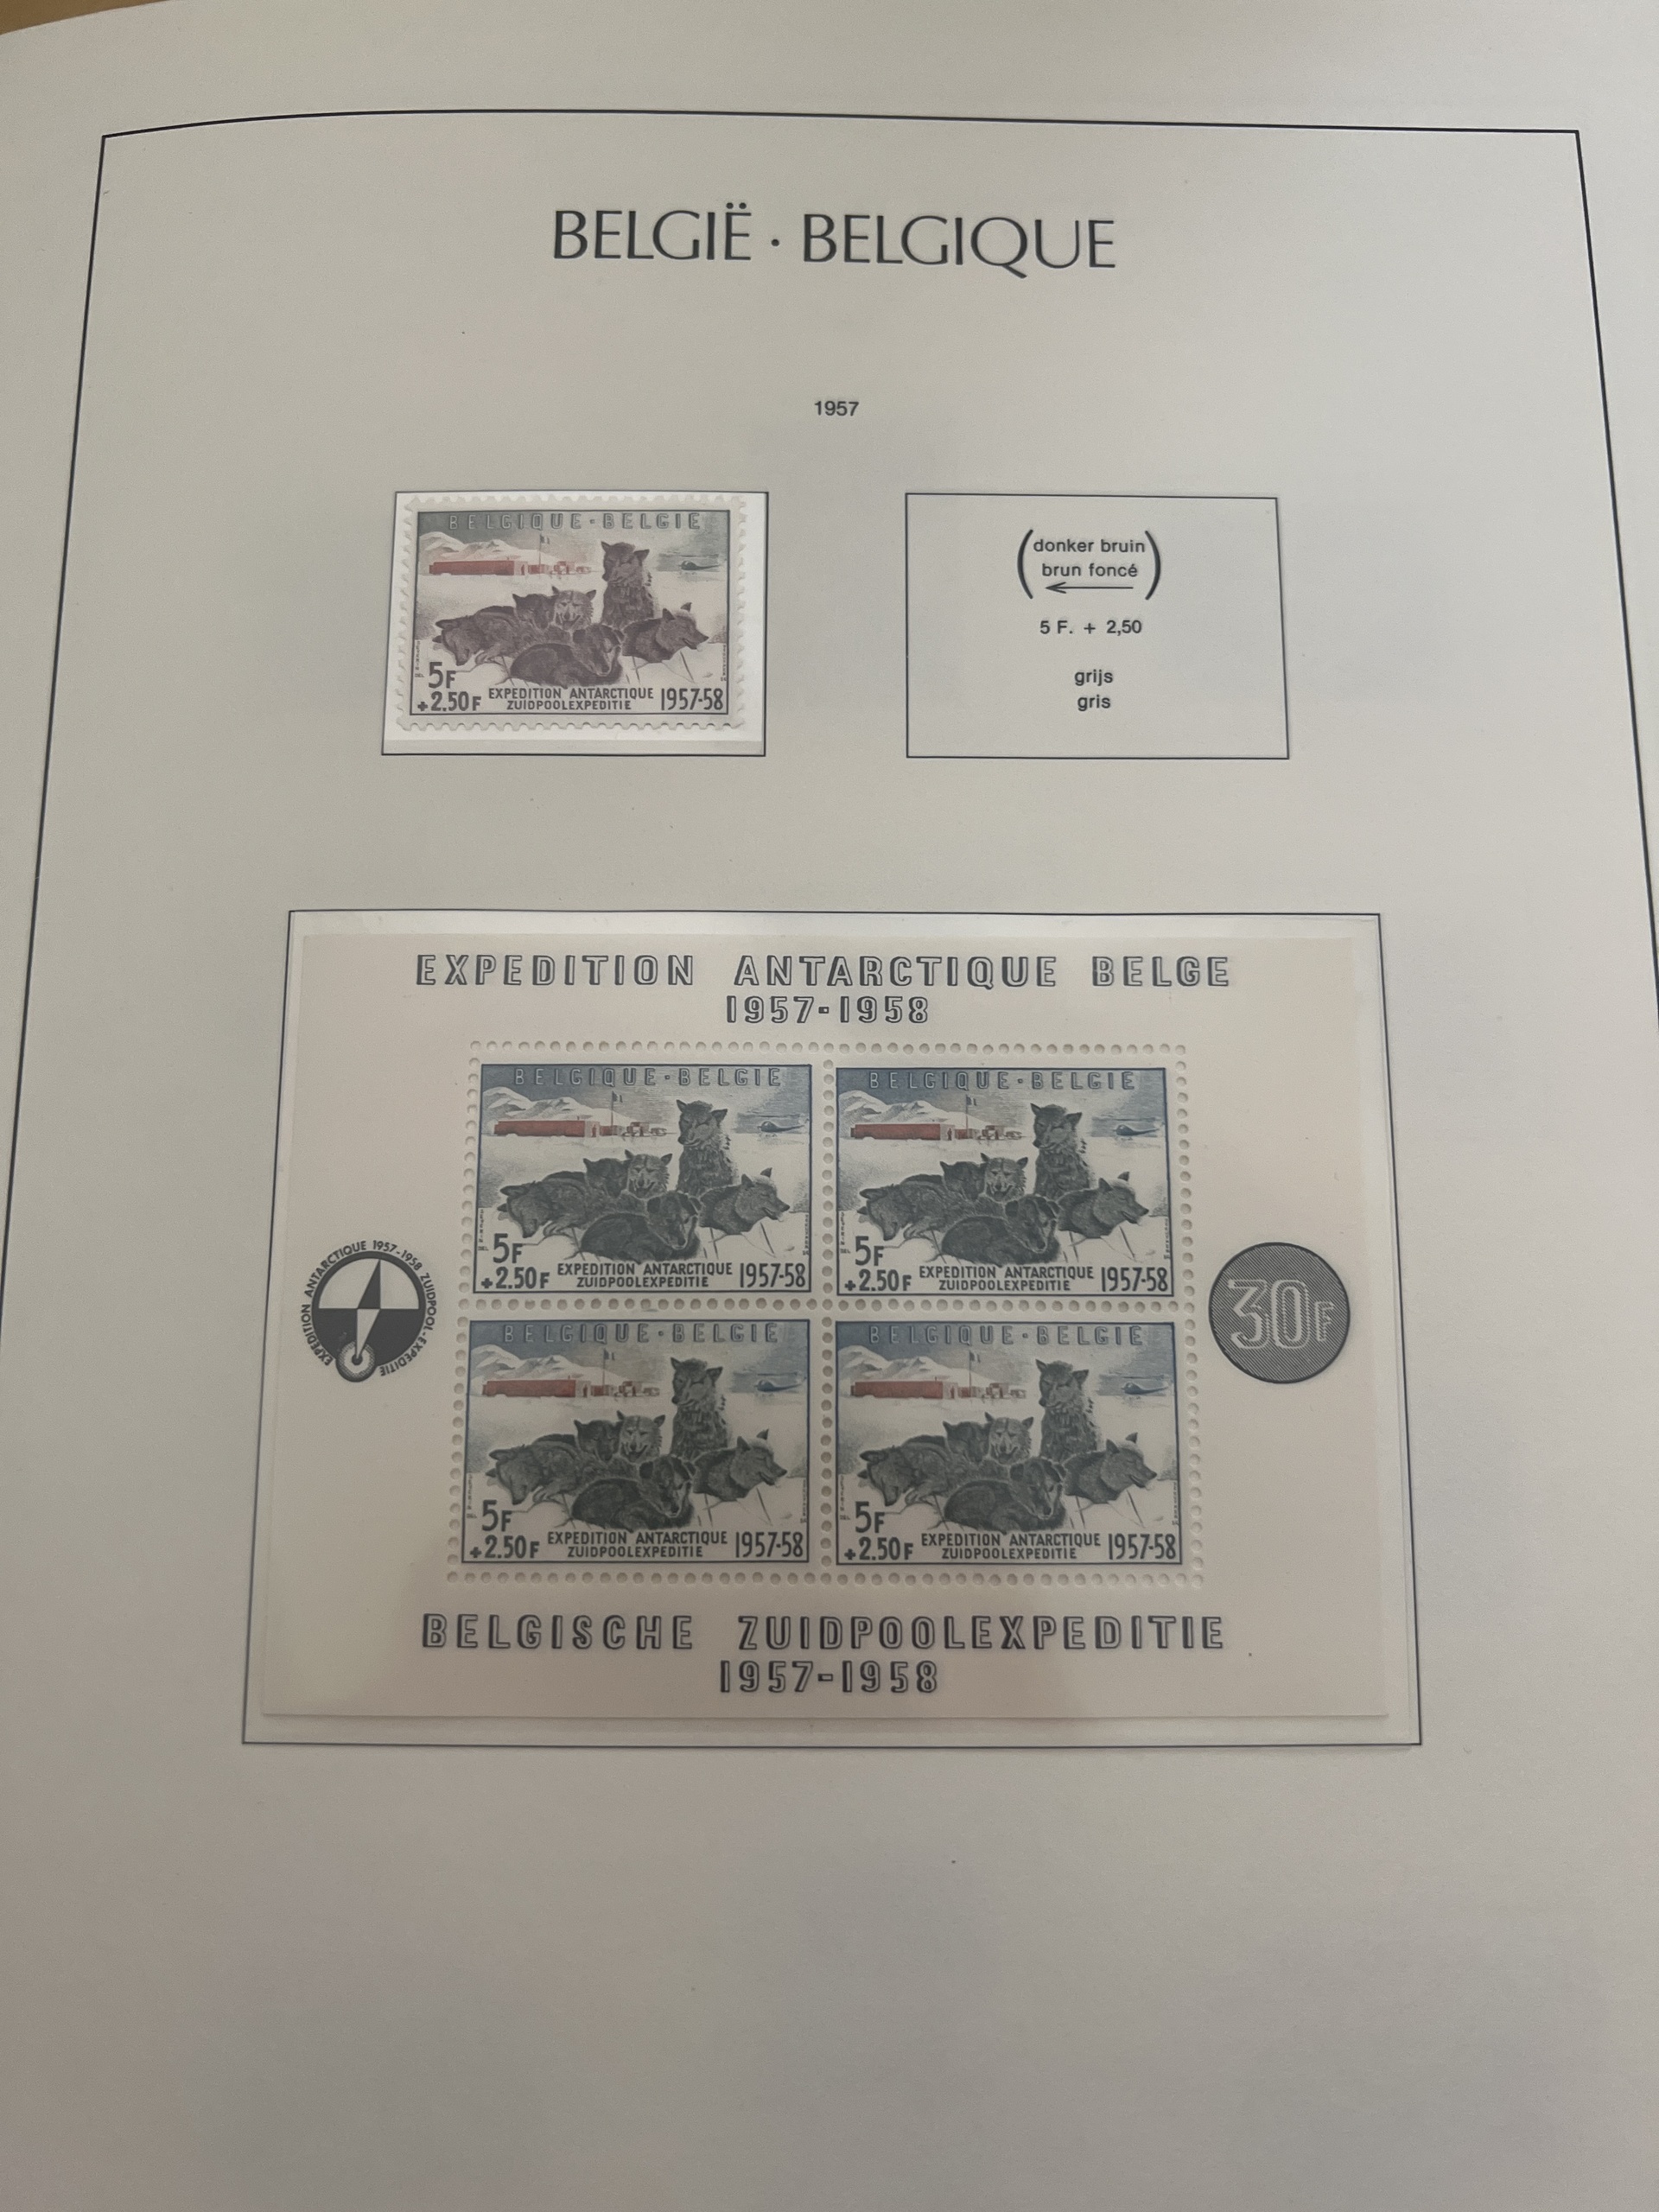 BELGIË · BELGIQUE
1957
BELGIQUE - BELGIE
5F
+2.50F
EXPEDITION ANTARCTIQUE
ZUIDPOOLEXPEDITIE
1957-58
(donker bruin)
(brun foncé)
5 F. + 2,50
grijs
gris
EXPEDITION ANTARCTIQUE BELGE
1957-1958
BELGIQUE - BELGIE
5F
+2.50F
EXPEDITION ANTARCTIQUE
ZUIDPOOLEXPEDITIE
1957-58
BELGIQUE - BELGIE
5F
+2.50F
EXPEDITION ANTARCTIQUE
ZUIDPOOLEXPEDITIE
1957-58
EXPEDITION ANTARCTIQUE 1957-1958 ZUIDPOOL-EXPEDITIE
30F
BELGIQUE - BELGIE
5F
+2.50F
EXPEDITION ANTARCTIQUE
ZUIDPOOLEXPEDITIE
1957-58
BELGIQUE - BELGIE
5F
+2.50F
EXPEDITION ANTARCTIQUE
ZUIDPOOLEXPEDITIE
1957-58
BELGISCHE ZUIDPOOLEXPEDITIE
1957-1958